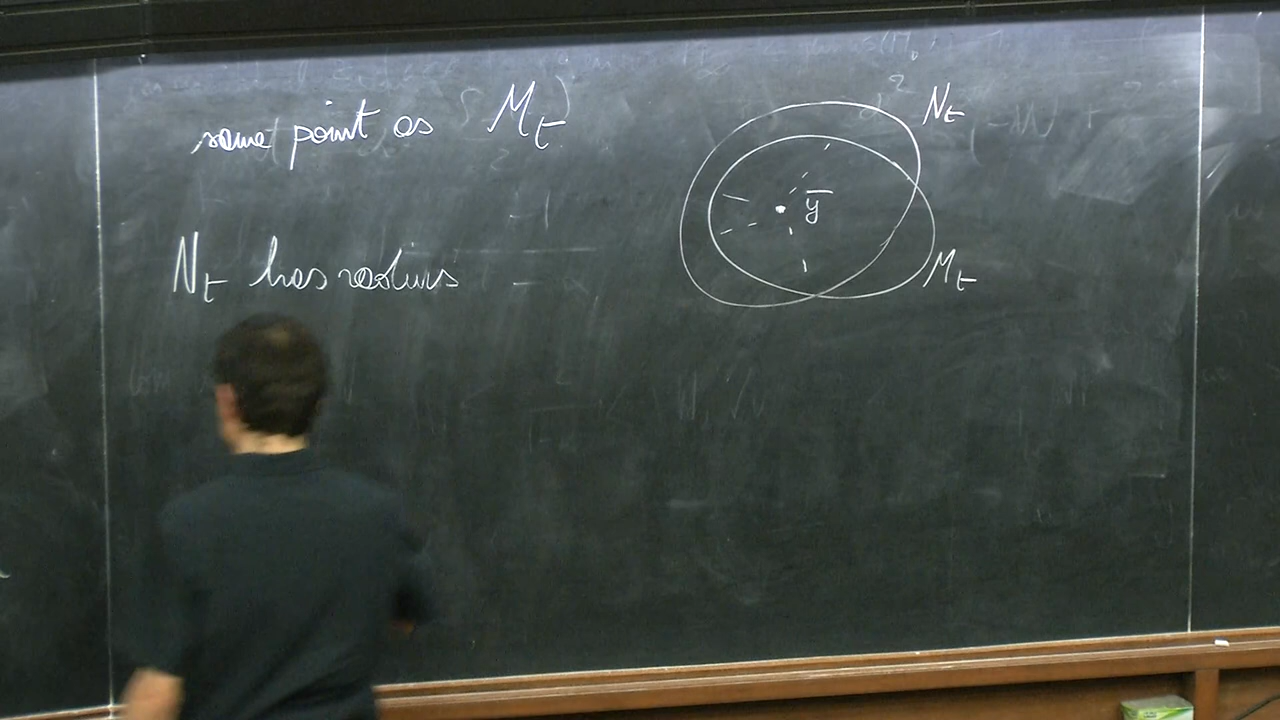 same point as M_t)
N_t has radius =
N_t
ȳ
M_t